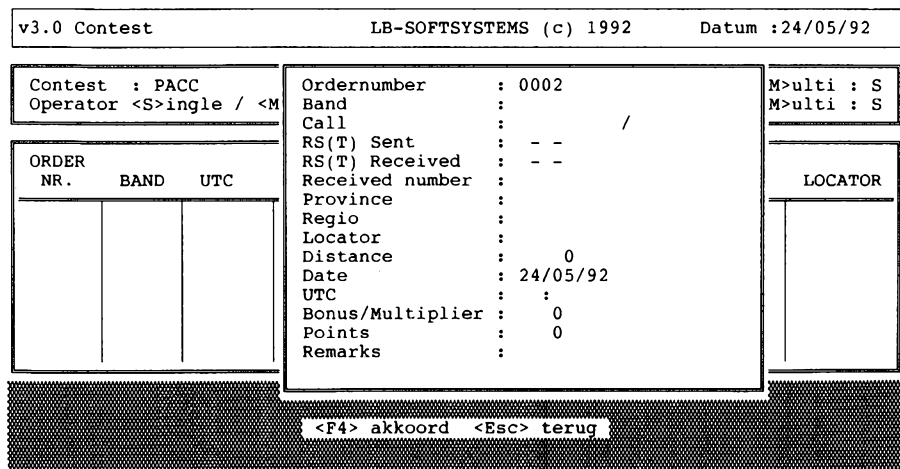 v3.0 Contest LB-SOFTSYSTEMS (c) 1992 Datum :24/05/92
Contest : PACC
Operator <S>ingle / <M
M>ulti : S
M>ulti : S
ORDER
NR. BAND UTC
LOCATOR
Ordernumber : 0002
Band :
Call : /
RS(T) Sent : - -
RS(T) Received : - -
Received number :
Province :
Regio :
Locator :
Distance : 0
Date : 24/05/92
UTC : :
Bonus/Multiplier : 0
Points : 0
Remarks :
<F4> akkoord <Esc> terug